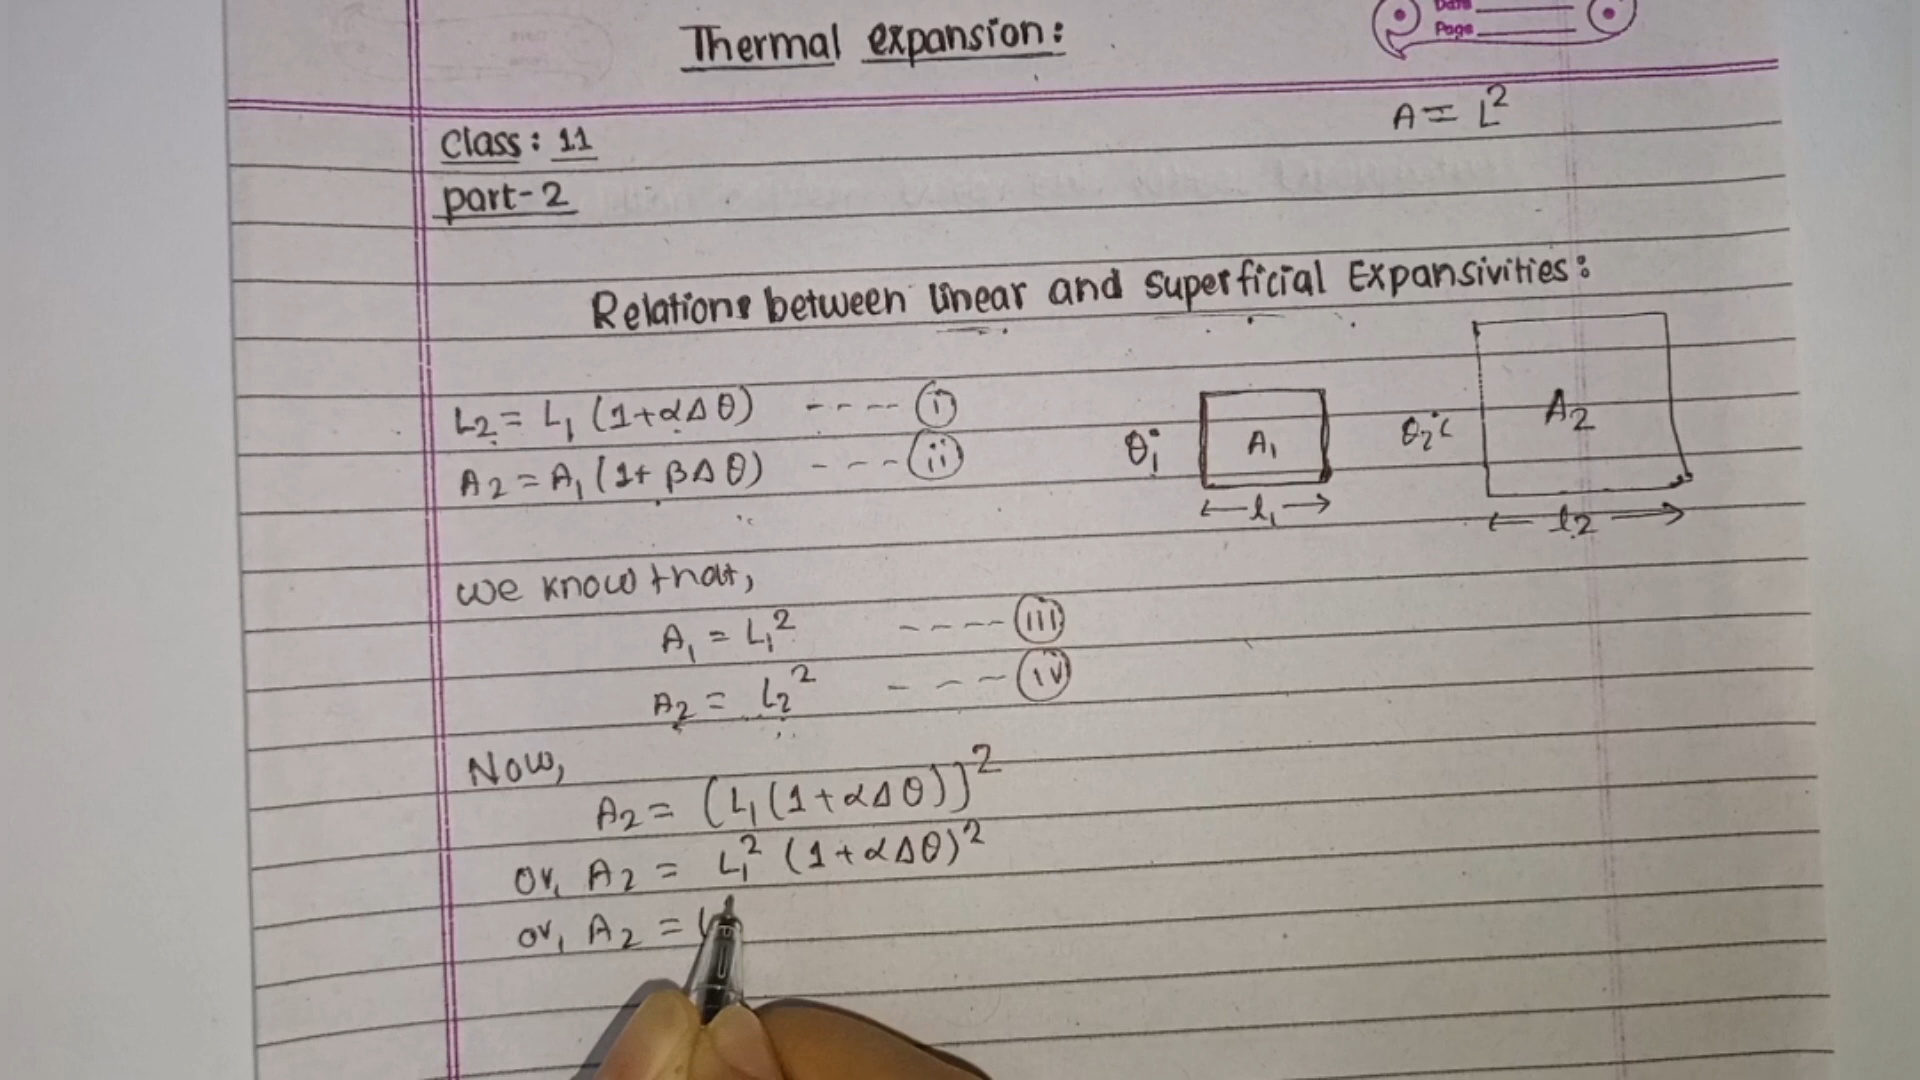 Thermal expansion:
Date
Page
A = L²
Class: 11
part-2
Relations between linear and superficial Expansivities:
L₂ = L₁ (1+αΔθ) ---- (i)
A₂ = A₁ (1+ βΔθ) ---- (ii)
θ₁° A₁ θ₂°c A₂
l₁ l₂
we know that,
A₁ = L₁² ---- (iii)
A₂ = L₂² ---- (iv)
Now,
A₂ = (L₁(1+αΔθ)]²
or, A₂ = L₁² (1+αΔθ)²
or, A₂ =